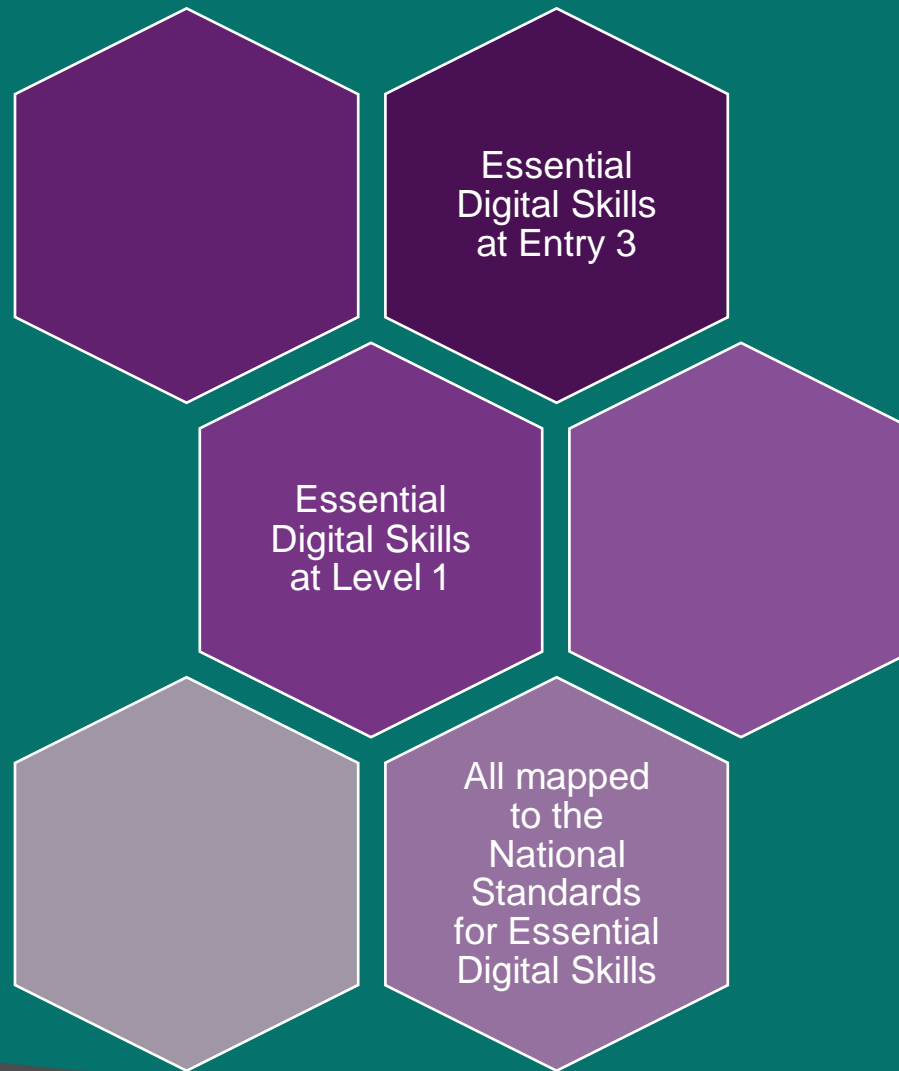 Essential
Digital Skills
at Entry 3
Essential
Digital Skills
at Level 1
All mapped
to the
National
Standards
for Essential
Digital Skills